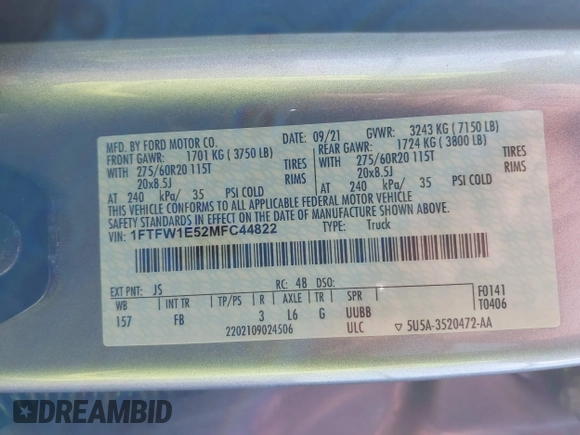 MFD. BY FORD MOTOR CO.
DATE: 09/21 GVWR: 3243 KG ( 7150 LB)
FRONT GAWR: 1701 KG ( 3750 LB) REAR GAWR: 1724 KG ( 3800 LB)
275/60R20 115T TIRES 275/60R20 115T TIRES
20x8.5J RIMS 20x8.5J RIMS
AT 240 kPa/ 35 PSI COLD AT 240 kPa/ 35 PSI COLD
THIS VEHICLE CONFORMS TO ALL APPLICABLE FEDERAL MOTOR VEHICLE
SAFETY STANDARDS IN EFFECT ON THE DATE OF MANUFACTURE SHOWN ABOVE.
VIN: 1FTFW1E52MFC44822 TYPE: Truck
EXT PNT: JS RC: 48 DSO:
WB INT TR TP/PS R AXLE TR SPR F0141
157 FB 3 L6 G UUBB T0406
2202109024506 ULC ▽ 5U5A-3520472-AA
DREAMBID